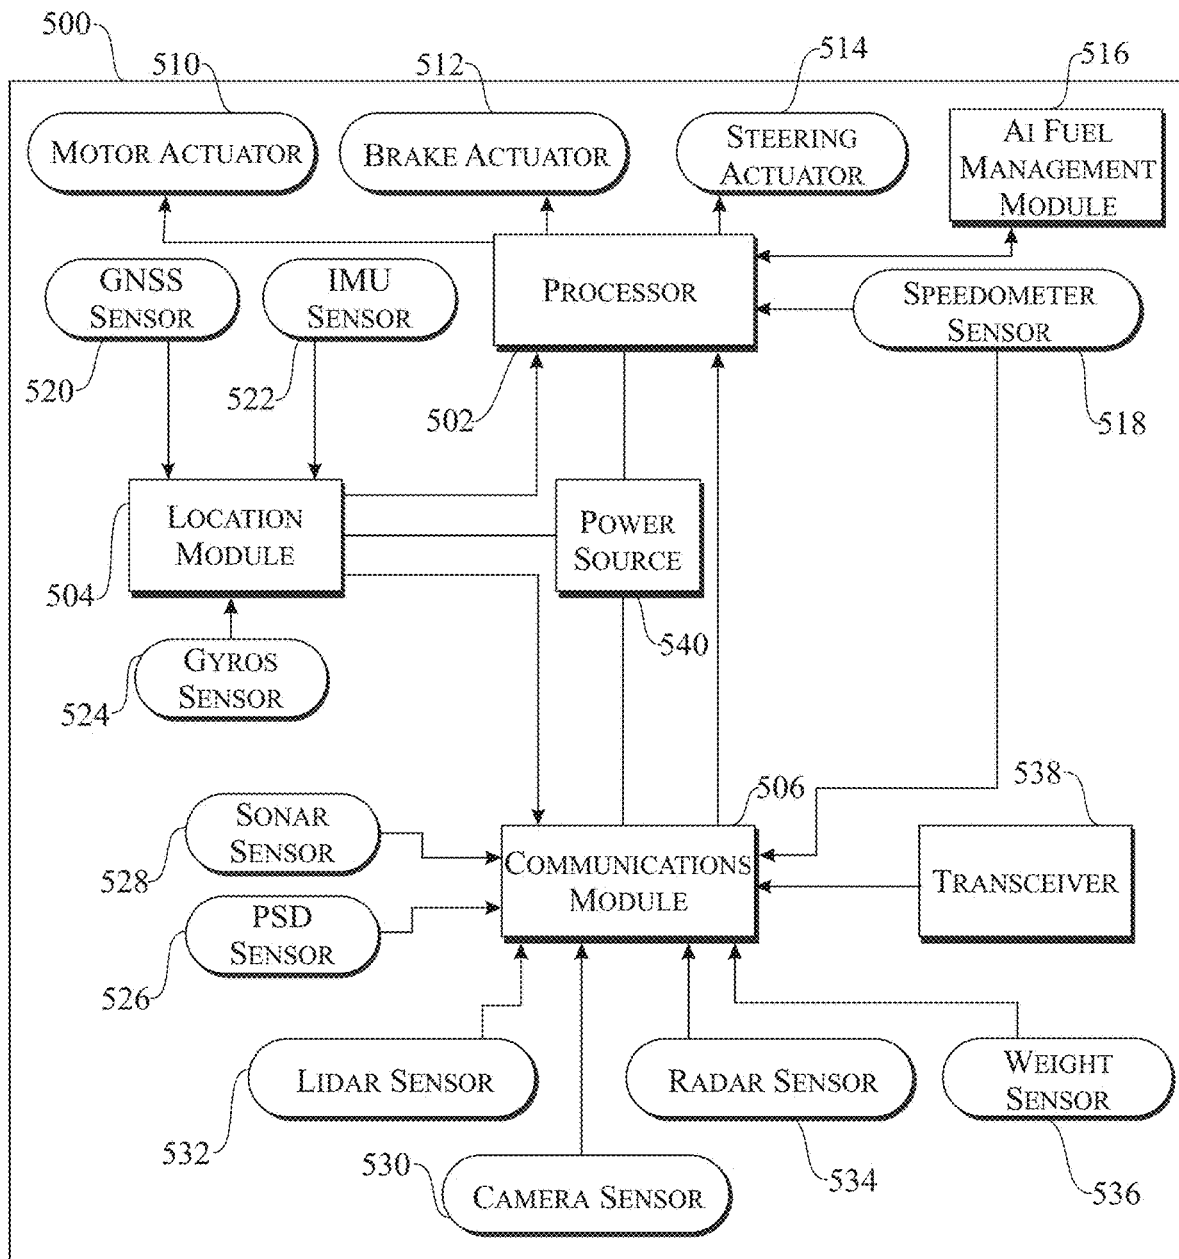 500
510
512
514
516
MOTOR ACTUATOR
BRAKE ACTUATOR
STEERING
ACTUATOR
AI FUEL
MANAGEMENT
MODULE
GNSS
SENSOR
IMU
SENSOR
PROCESSOR
SPEEDOMETER
SENSOR
520
522
502
518
LOCATION
MODULE
POWER
SOURCE
504
540
GYROS
SENSOR
524
506
538
SONAR
SENSOR
528
COMMUNICATIONS
MODULE
TRANSCEIVER
PSD
SENSOR
526
LIDAR SENSOR
RADAR SENSOR
WEIGHT
SENSOR
532
530
534
536
CAMERA SENSOR